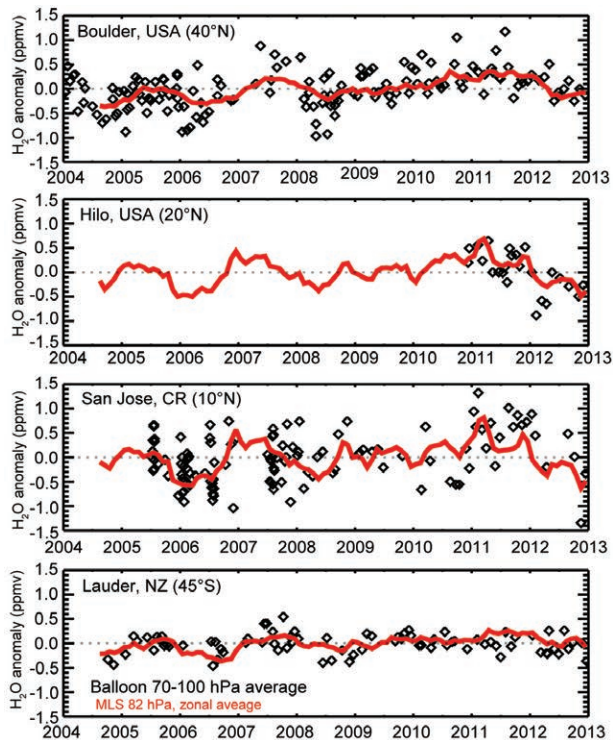 Boulder, USA (40°N)
H2O anomaly (ppmv)
1.5
1.0
0.5
0.0
-0.5
-1.0
-1.5
2004 2005 2006 2007 2008 2009 2010 2011 2012 2013
Hilo, USA (20°N)
H2O anomaly (ppmv)
1.5
1.0
0.5
0.0
-0.5
-1.0
-1.5
2004 2005 2006 2007 2008 2009 2010 2011 2012 2013
San Jose, CR (10°N)
H2O anomaly (ppmv)
1.5
1.0
0.5
0.0
-0.5
-1.0
-1.5
2004 2005 2006 2007 2008 2009 2010 2011 2012 2013
Lauder, NZ (45°S)
H2O anomaly (ppmv)
1.5
1.0
0.5
0.0
-0.5
-1.0
-1.5
Balloon 70-100 hPa average
MLS 82 hPa, zonal aveage
2004 2005 2006 2007 2008 2009 2010 2011 2012 2013